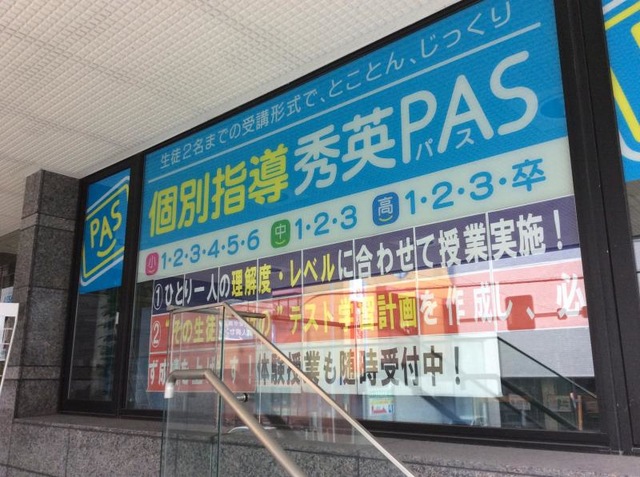 生徒2名までの受講形式で、とことん、じっくり
PAS
個別指導 秀英PAS
パス
小 1・2・3・4・5・6 中 1・2・3 高 1・2・3・卒
①ひとり一人の理解度・レベルに合わせて授業実施！
②その生徒 テスト学習計画を作成し、必
ず成 上 す 体験授業も随時受付中！